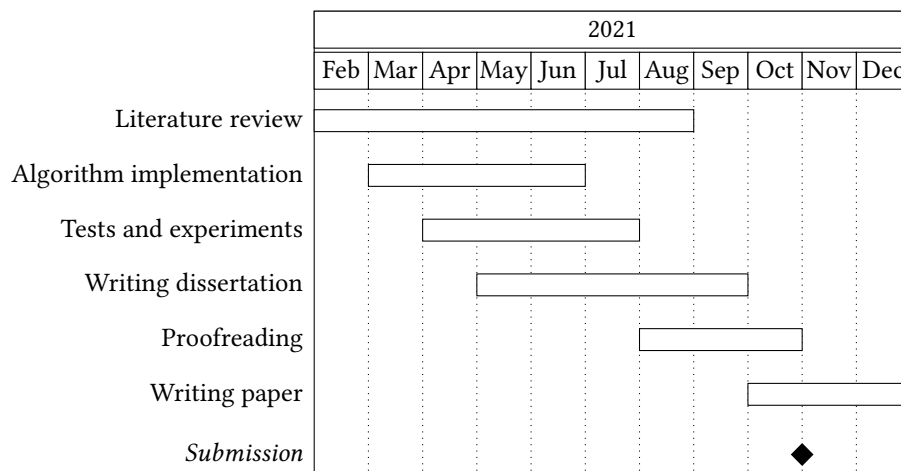 2021
Feb Mar Apr May Jun Jul Aug Sep Oct Nov Dec
Literature review
Algorithm implementation
Tests and experiments
Writing dissertation
Proofreading
Writing paper
Submission